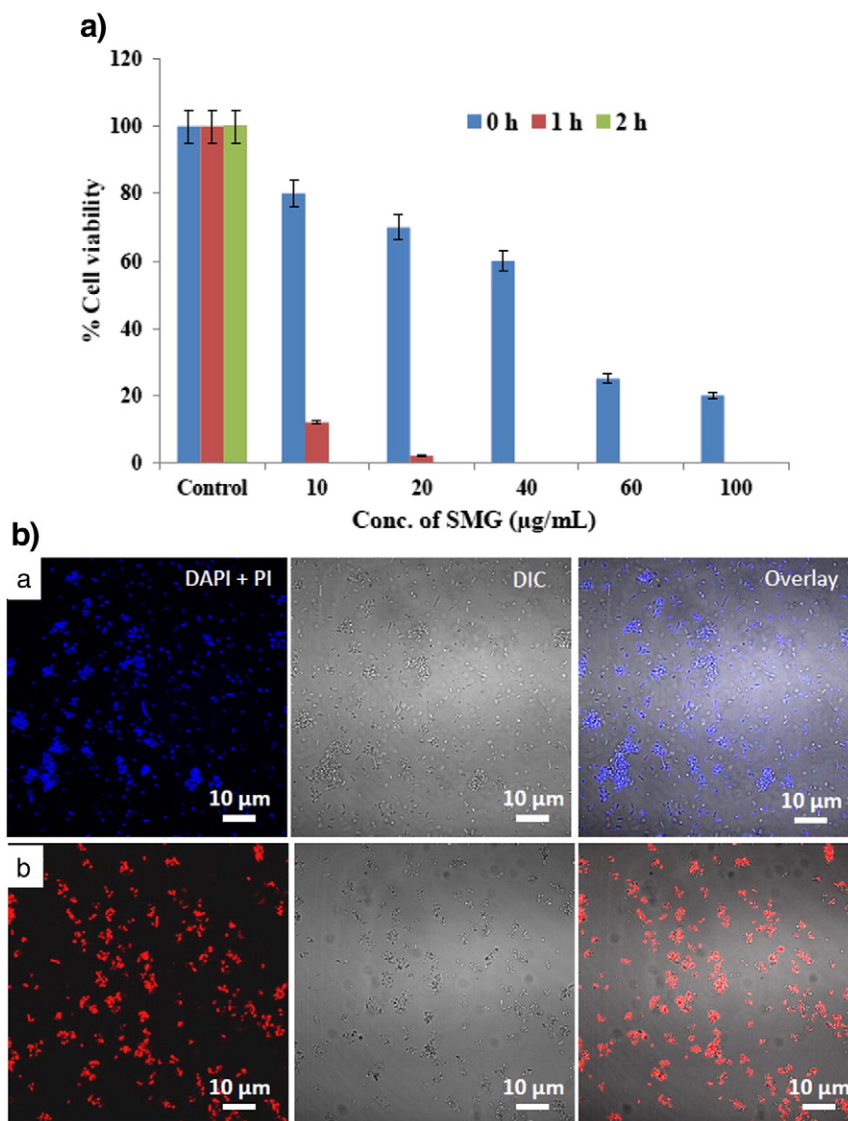 a)
120
100
80
60
40
20
0
% Cell viability
0 h 1 h 2 h
Control 10 20 40 60 100
Conc. of SMG (µg/mL)
b)
a DAPI + PI DIC Overlay
10 µm 10 µm 10 µm
b
10 µm 10 µm 10 µm